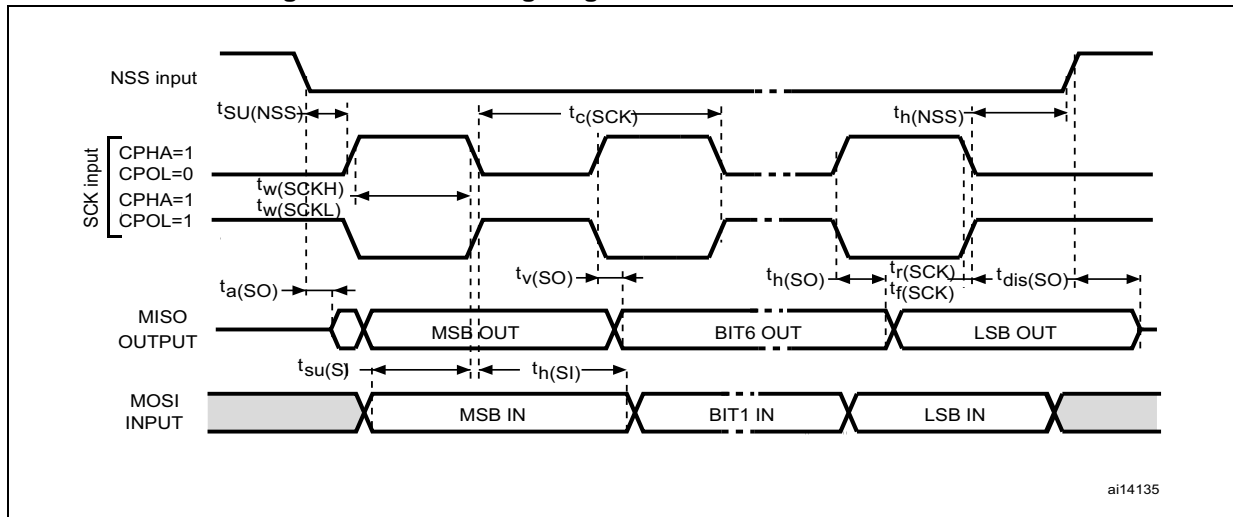 NSS input
tSU(NSS)
tc(SCK)
th(NSS)
SCK input
CPHA=1
CPOL=0
CPHA=1
CPOL=1
tw(SCKH)
tw(SCKL)
ta(SO)
tv(SO)
th(SO)
tr(SCK)
tf(SCK)
tdis(SO)
MISO
OUTPUT
MSB OUT
BIT6 OUT
LSB OUT
tsu(SI)
th(SI)
MOSI
INPUT
MSB IN
BIT1 IN
LSB IN
ai14135